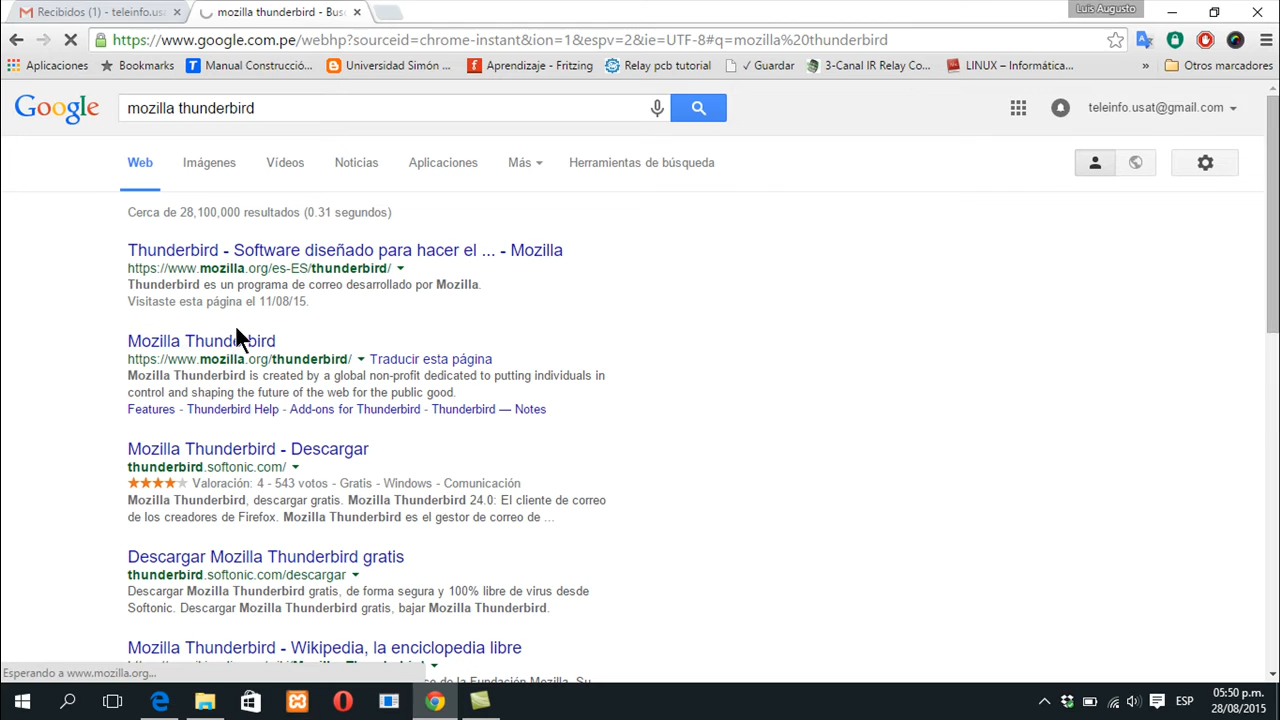 Recibidos (1) - teleinfo.usa
mozilla thunderbird - Bus
Luis Augusto
https://www.google.com.pe/webhp?sourceid=chrome-instant&ion=1&espv=2&ie=UTF-8#q=mozilla%20thunderbird
Aplicaciones
Bookmarks
Manual Construcció...
Universidad Simón ...
Aprendizaje - Fritzing
Relay pcb tutorial
✓ Guardar
3-Canal IR Relay Co...
LINUX – Informática...
»
Otros marcadores
Google
mozilla thunderbird
teleinfo.usat@gmail.com
Web
Imágenes
Vídeos
Noticias
Aplicaciones
Más
Herramientas de búsqueda
Cerca de 28,100,000 resultados (0.31 segundos)
Thunderbird - Software diseñado para hacer el ... - Mozilla
https://www.mozilla.org/es-ES/thunderbird/
Thunderbird es un programa de correo desarrollado por Mozilla.
Visitaste esta página el 11/08/15.
Mozilla Thunderbird
https://www.mozilla.org/thunderbird/ Traducir esta página
Mozilla Thunderbird is created by a global non-profit dedicated to putting individuals in
control and shaping the future of the web for the public good.
Features - Thunderbird Help - Add-ons for Thunderbird - Thunderbird — Notes
Mozilla Thunderbird - Descargar
thunderbird.softonic.com/
Valoración: 4 - 543 votos - Gratis - Windows - Comunicación
Mozilla Thunderbird, descargar gratis. Mozilla Thunderbird 24.0: El cliente de correo
de los creadores de Firefox. Mozilla Thunderbird es el gestor de correo de ...
Descargar Mozilla Thunderbird gratis
thunderbird.softonic.com/descargar
Descargar Mozilla Thunderbird gratis, de forma segura y 100% libre de virus desde
Softonic. Descargar Mozilla Thunderbird gratis, bajar Mozilla Thunderbird.
Mozilla Thunderbird - Wikipedia, la enciclopedia libre
Esperando a www.mozilla.org...
de la Fundación Mozilla. Su
ESP
05:50 p.m.
28/08/2015